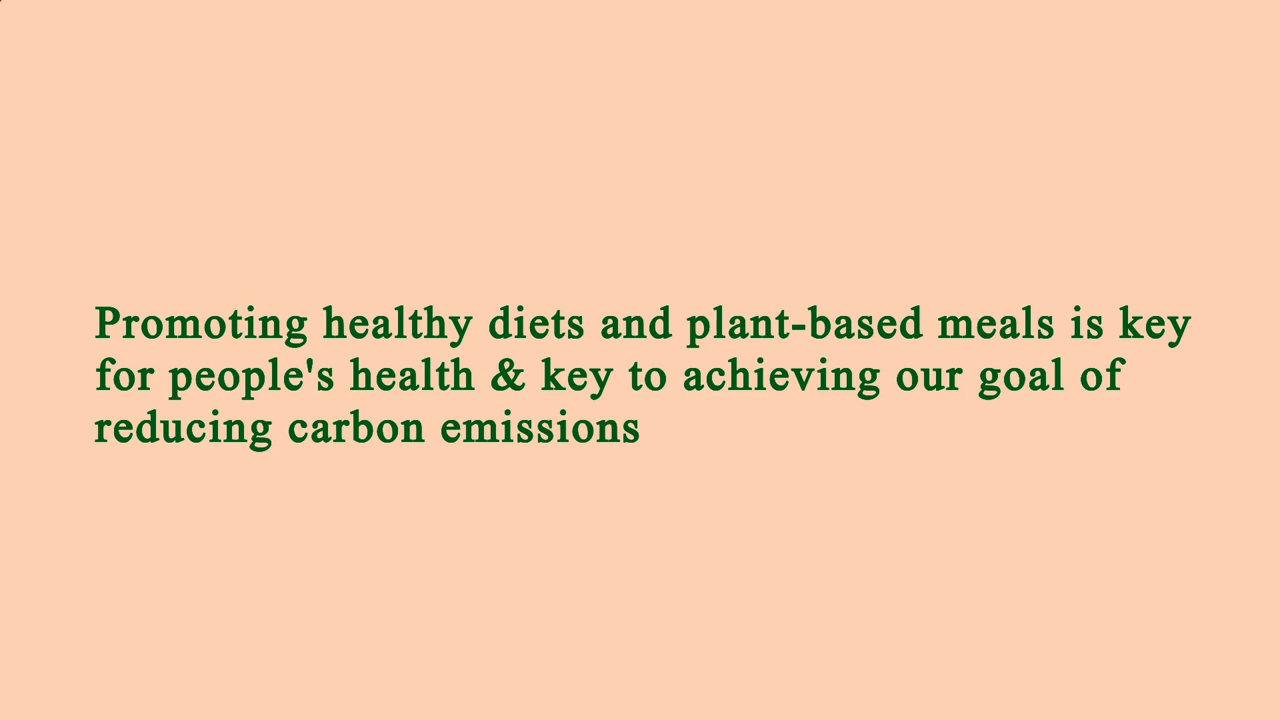 Promoting healthy diets and plant-based meals is key
for people's health & key to achieving our goal of
reducing carbon emissions